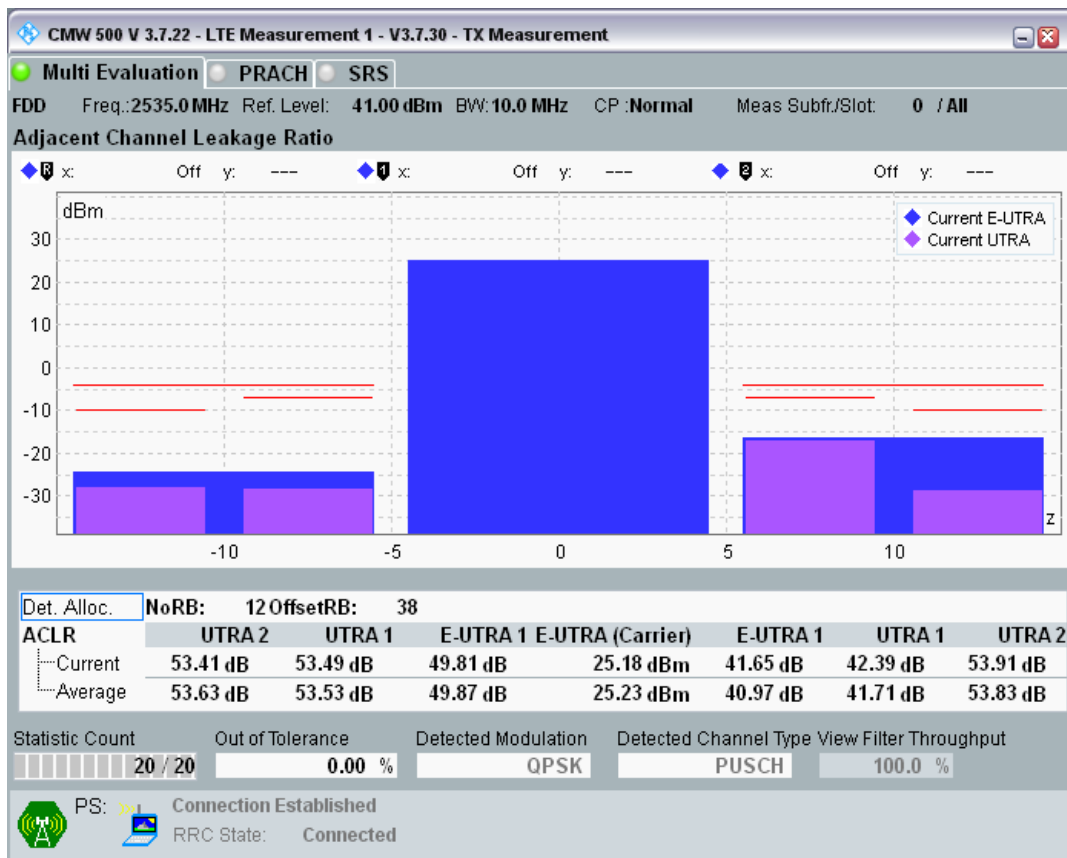 CMW 500 V 3.7.22 - LTE Measurement 1 - V3.7.30 - TX Measurement
Multi Evaluation PRACH SRS
FDD Freq.:2535.0 MHz Ref. Level: 41.00 dBm BW:10.0 MHz CP :Normal Meas Subfr./Slot: 0 / All
Adjacent Channel Leakage Ratio
R x: Off y: --- 1 x: Off y: --- 2 x: Off y: ---
dBm
Current E-UTRA
Current UTRA
30
20
10
0
-10
-20
-30
z
-10 -5 0 5 10
Det. Alloc. NoRB: 12 OffsetRB: 38
ACLR UTRA 2 UTRA 1 E-UTRA 1 E-UTRA (Carrier) E-UTRA 1 UTRA 1 UTRA 2
Current 53.41 dB 53.49 dB 49.81 dB 25.18 dBm 41.65 dB 42.39 dB 53.91 dB
Average 53.63 dB 53.53 dB 49.87 dB 25.23 dBm 40.97 dB 41.71 dB 53.83 dB
Statistic Count Out of Tolerance Detected Modulation Detected Channel Type View Filter Throughput
20 / 20 0.00 % QPSK PUSCH 100.0 %
PS: Connection Established
RRC State: Connected